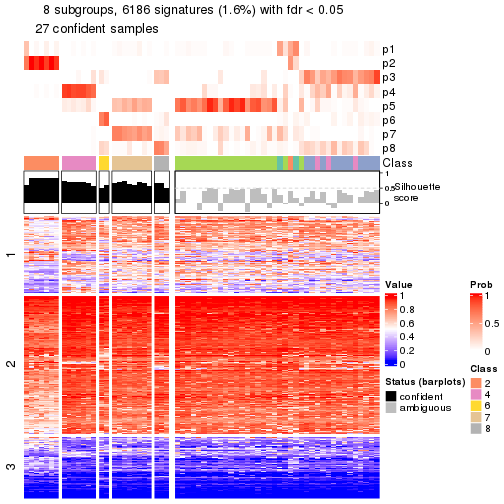 8 subgroups, 6186 signatures (1.6%) with fdr < 0.05
27 confident samples
p1
p2
p3
p4
p5
p6
p7
p8
Class
1
0.5
0
Silhouette
score
1
2
3
Value
1
0.8
0.6
0.4
0.2
0
Prob
1
0.5
0
Status (barplots)
confident
ambiguous
Class
2
4
6
7
8